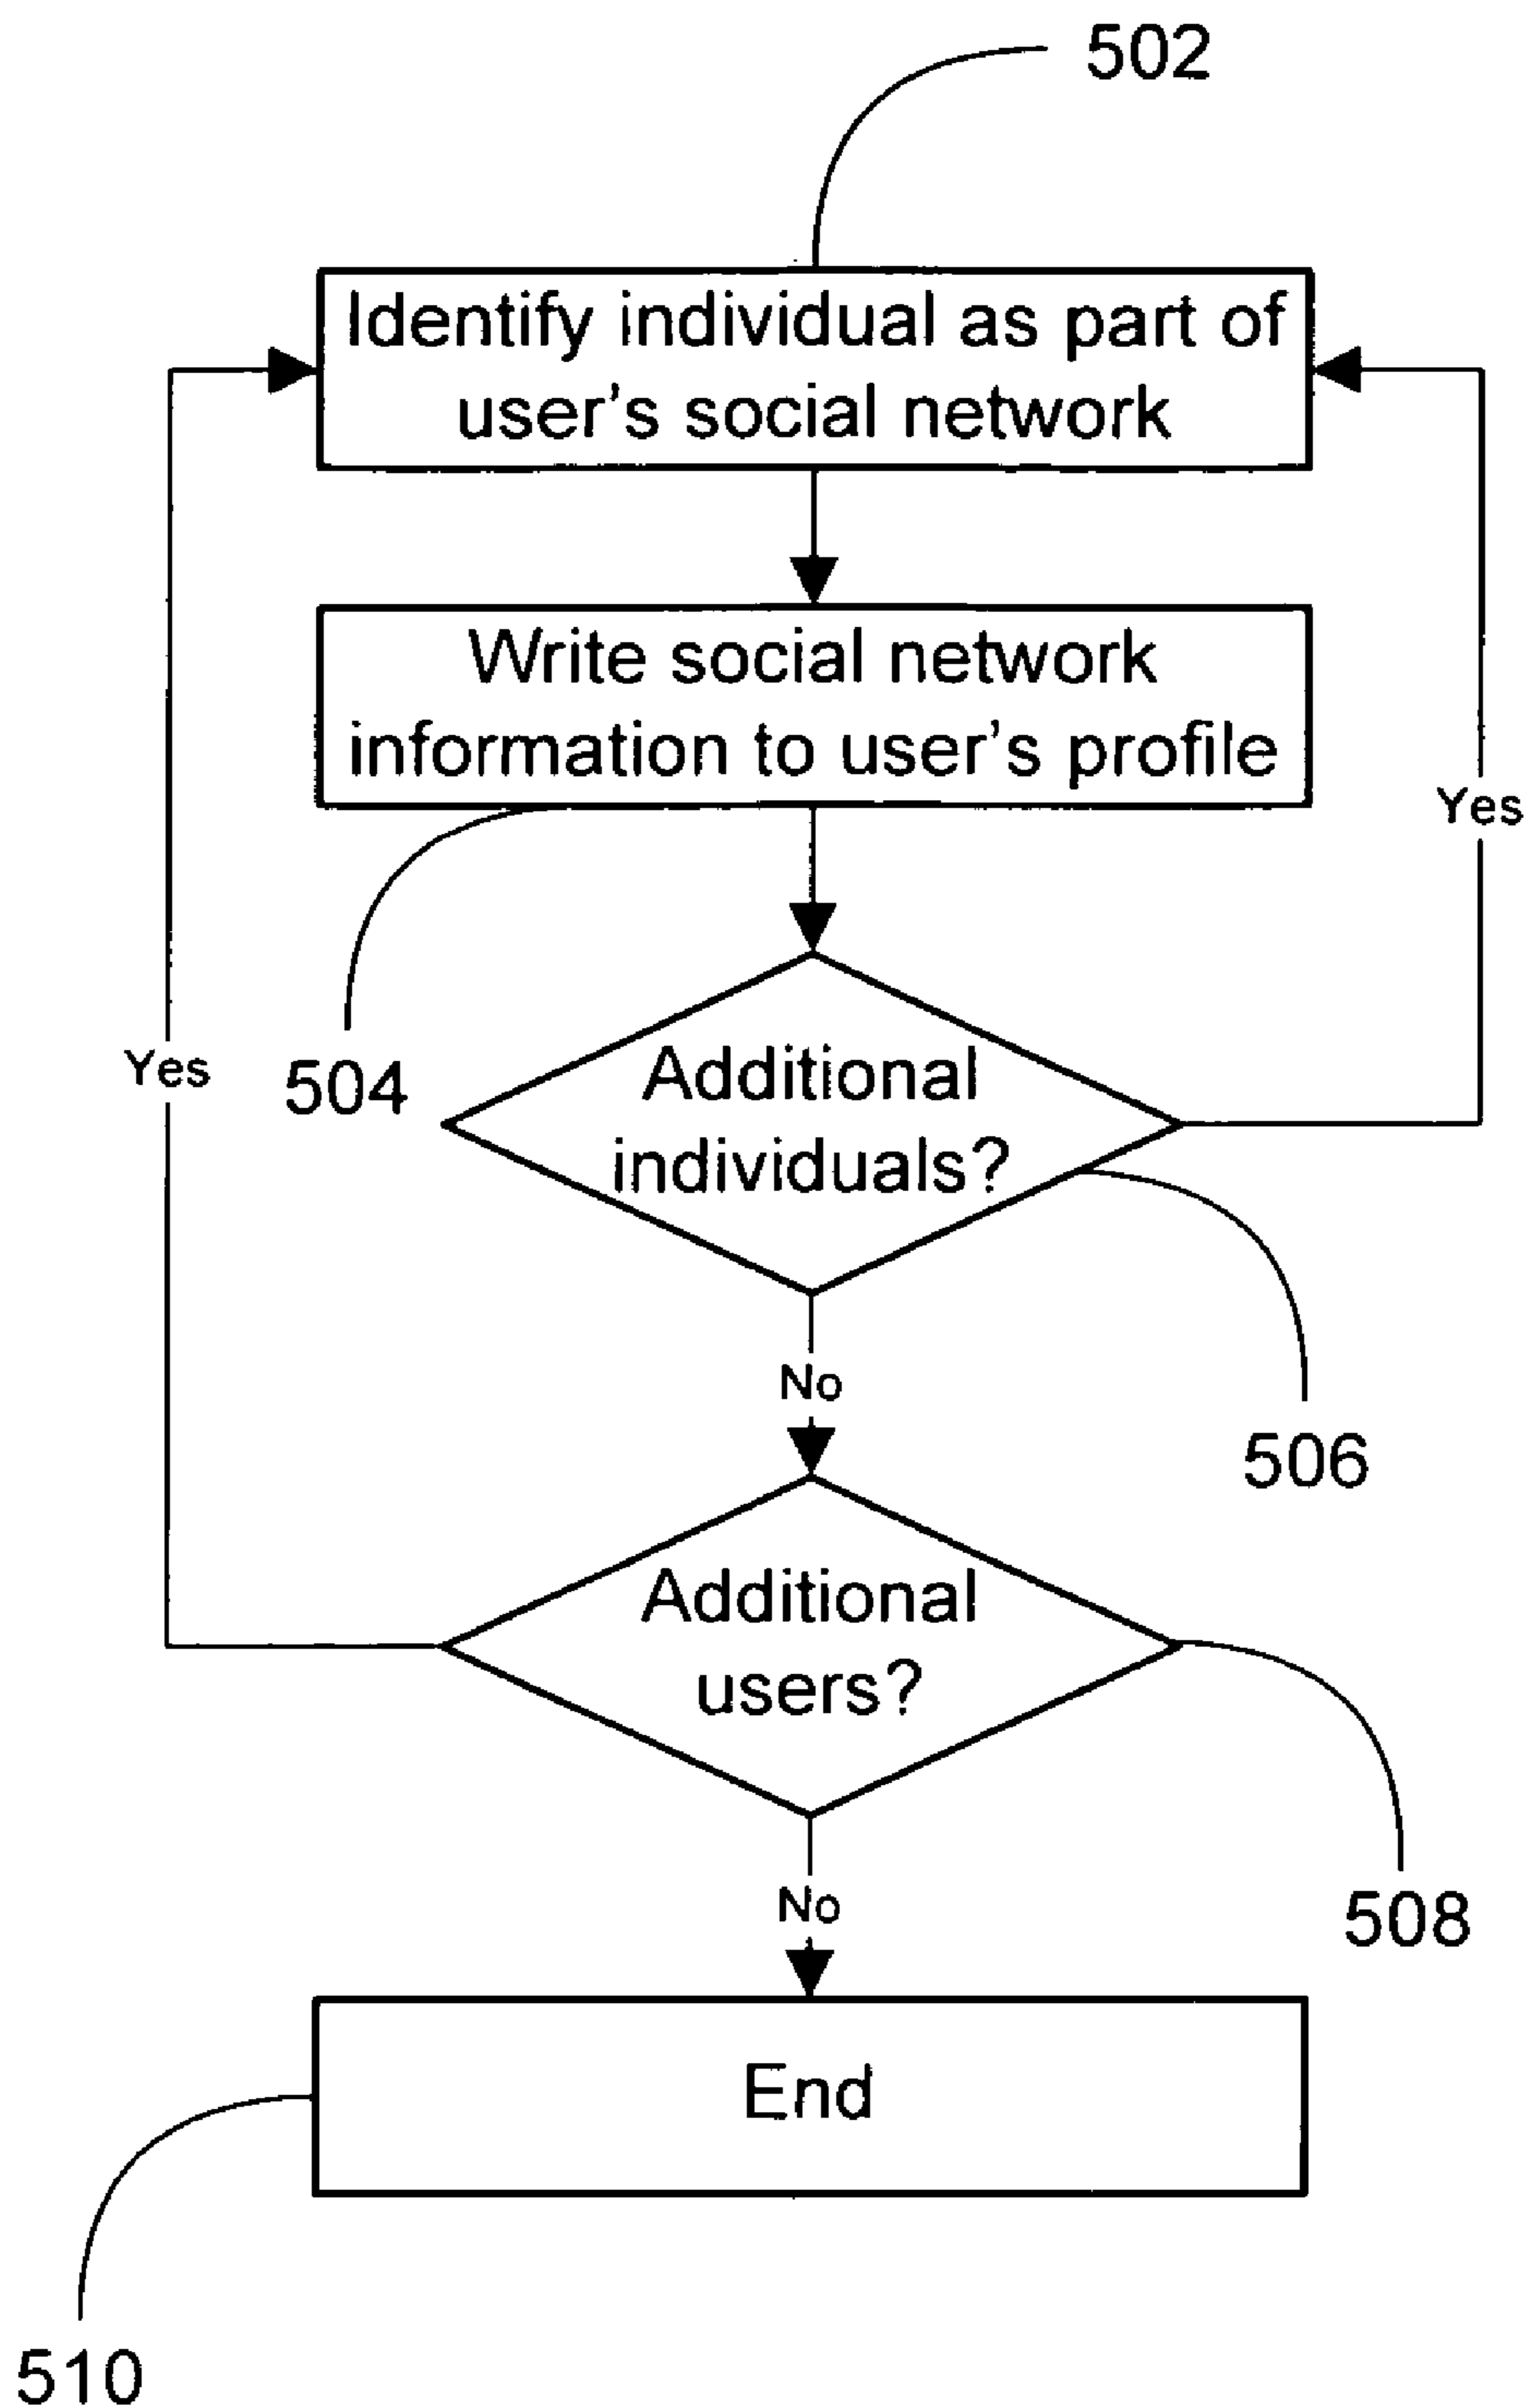 502
Identify individual as part of
user's social network
Write social network
information to user's profile
Yes
Yes
504
Additional
individuals?
No
506
Additional
users?
No
508
End
510